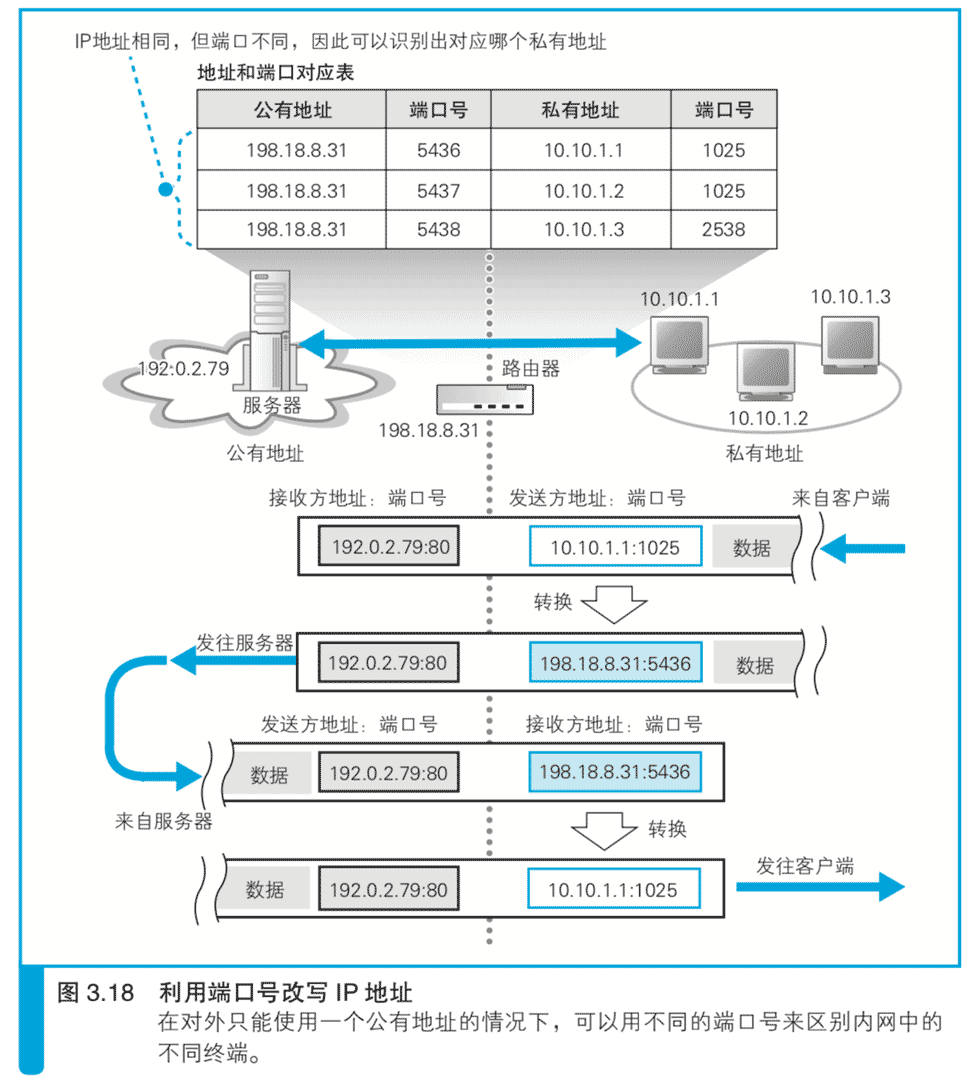 IP地址相同，但端口不同，因此可以识别出对应哪个私有地址
地址和端口对应表
公有地址 端口号 私有地址 端口号
198.18.8.31 5436 10.10.1.1 1025
198.18.8.31 5437 10.10.1.2 1025
198.18.8.31 5438 10.10.1.3 2538
10.10.1.1
10.10.1.3
192.0.2.79
服务器
路由器
198.18.8.31
10.10.1.2
公有地址
私有地址
接收方地址：端口号 发送方地址：端口号 来自客户端
192.0.2.79:80 10.10.1.1:1025 数据
转换
发往服务器
192.0.2.79:80 198.18.8.31:5436 数据
发送方地址：端口号 接收方地址：端口号
数据 192.0.2.79:80 198.18.8.31:5436
来自服务器
转换
数据 192.0.2.79:80 10.10.1.1:1025
发往客户端
图 3.18 利用端口号改写 IP 地址
在对外只能使用一个公有地址的情况下，可以用不同的端口号来区别内网中的
不同终端。